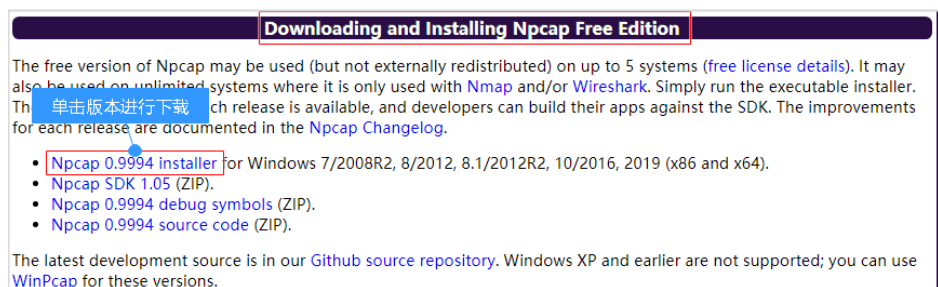 Downloading and Installing Npcap Free Edition
The free version of Npcap may be used (but not externally redistributed) on up to 5 systems (free license details). It may
also be used on unlimited systems where it is only used with Nmap and/or Wireshark. Simply run the executable installer.
单击版本进行下载
Th ch release is available, and developers can build their apps against the SDK. The improvements
for each release are documented in the Npcap Changelog.
• Npcap 0.9994 installer for Windows 7/2008R2, 8/2012, 8.1/2012R2, 10/2016, 2019 (x86 and x64).
• Npcap SDK 1.05 (ZIP).
• Npcap 0.9994 debug symbols (ZIP).
• Npcap 0.9994 source code (ZIP).
The latest development source is in our Github source repository. Windows XP and earlier are not supported; you can use
WinPcap for these versions.